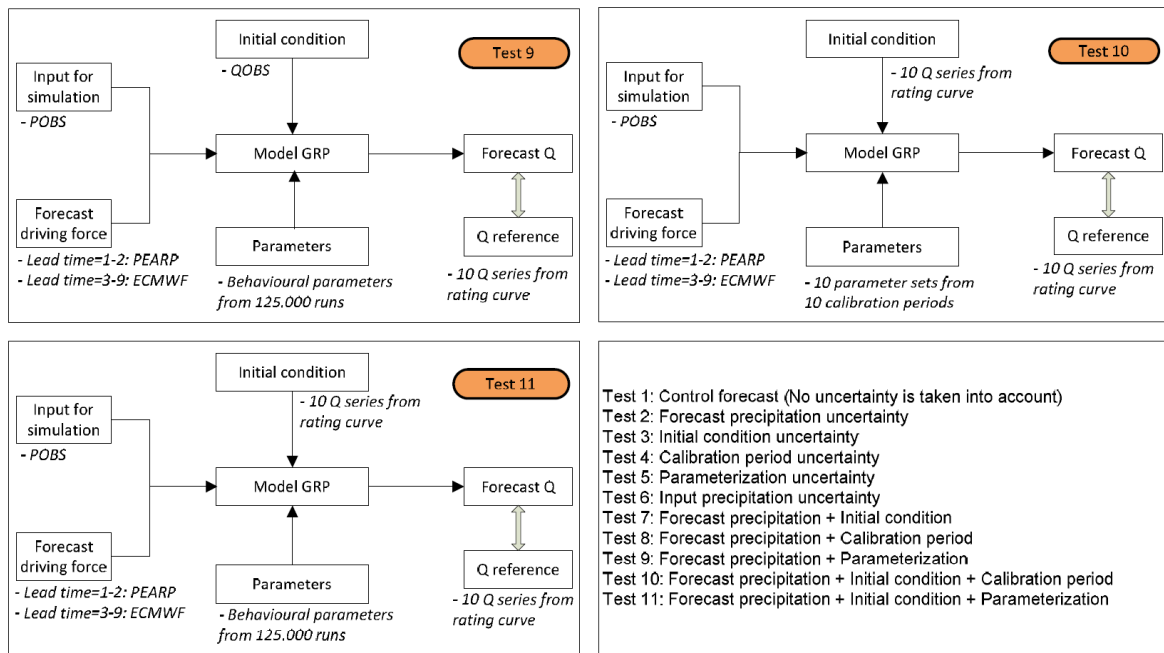 Initial condition
Test 9
- QOBS
Input for
simulation
- POBS
Model GRP
Forecast Q
Forecast
driving force
Parameters
Q reference
- Lead time=1-2: PEARP
- Lead time=3-9: ECMWF
- Behavioural parameters
from 125,000 runs
- 10 Q series from
rating curve
Initial condition
Test 10
- 10 Q series from
rating curve
Input for
simulation
- POBS
Model GRP
Forecast Q
Forecast
driving force
Parameters
Q reference
- Lead time=1-2: PEARP
- Lead time=3-9: ECMWF
- 10 parameter sets from
10 calibration periods
- 10 Q series from
rating curve
Initial condition
Test 11
- 10 Q series from
rating curve
Input for
simulation
- POBS
Model GRP
Forecast Q
Forecast
driving force
Parameters
Q reference
- Lead time=1-2: PEARP
- Lead time=3-9: ECMWF
- Behavioural parameters
from 125,000 runs
- 10 Q series from
rating curve
Test 1: Control forecast (No uncertainty is taken into account)
Test 2: Forecast precipitation uncertainty
Test 3: Initial condition uncertainty
Test 4: Calibration period uncertainty
Test 5: Parameterization uncertainty
Test 6: Input precipitation uncertainty
Test 7: Forecast precipitation + Initial condition
Test 8: Forecast precipitation + Calibration period
Test 9: Forecast precipitation + Parameterization
Test 10: Forecast precipitation + Initial condition + Calibration period
Test 11: Forecast precipitation + Initial condition + Parameterization